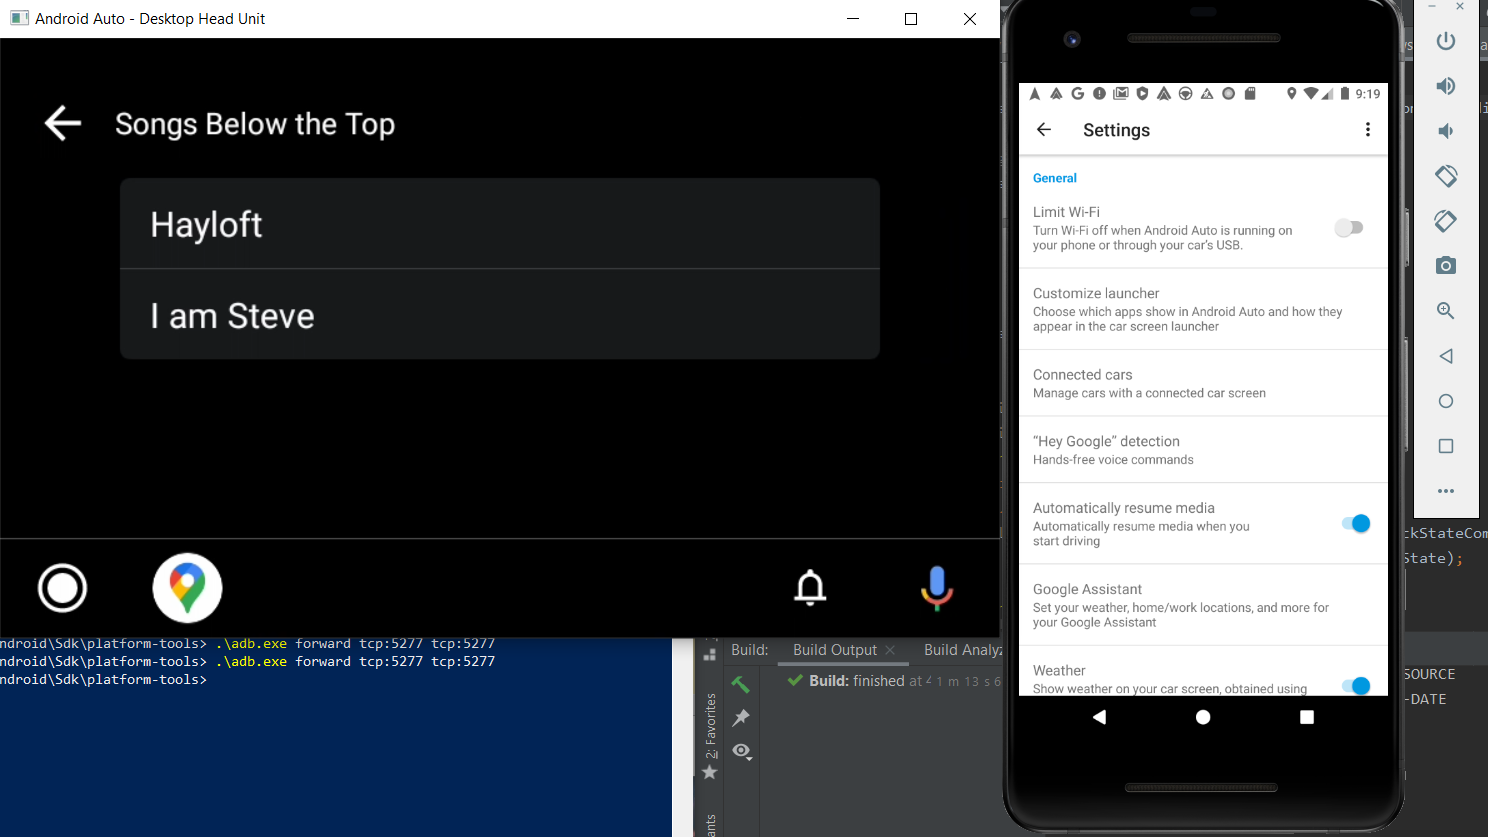 Android Auto - Desktop Head Unit
Songs Below the Top
Hayloft
I am Steve
ndroid\Sdk\platform-tools> .\adb.exe forward tcp:5277 tcp:5277
ndroid\Sdk\platform-tools> .\adb.exe forward tcp:5277 tcp:5277
ndroid\Sdk\platform-tools>
Build: Build Output Build Analyz
Build: finished at 1 m 13 s 6
2: Favorites
ants
9:19
Settings
General
Limit Wi-Fi
Turn Wi-Fi off when Android Auto is running on
your phone or through your car's USB.
Customize launcher
Choose which apps show in Android Auto and how they
appear in the car screen launcher
Connected cars
Manage cars with a connected car screen
“Hey Google” detection
Hands-free voice commands
Automatically resume media
Automatically resume media when you
start driving
Google Assistant
Set your weather, home/work locations, and more for
your Google Assistant
Weather
Show weather on your car screen, obtained using
ckStateCom
State);
SOURCE
-DATE